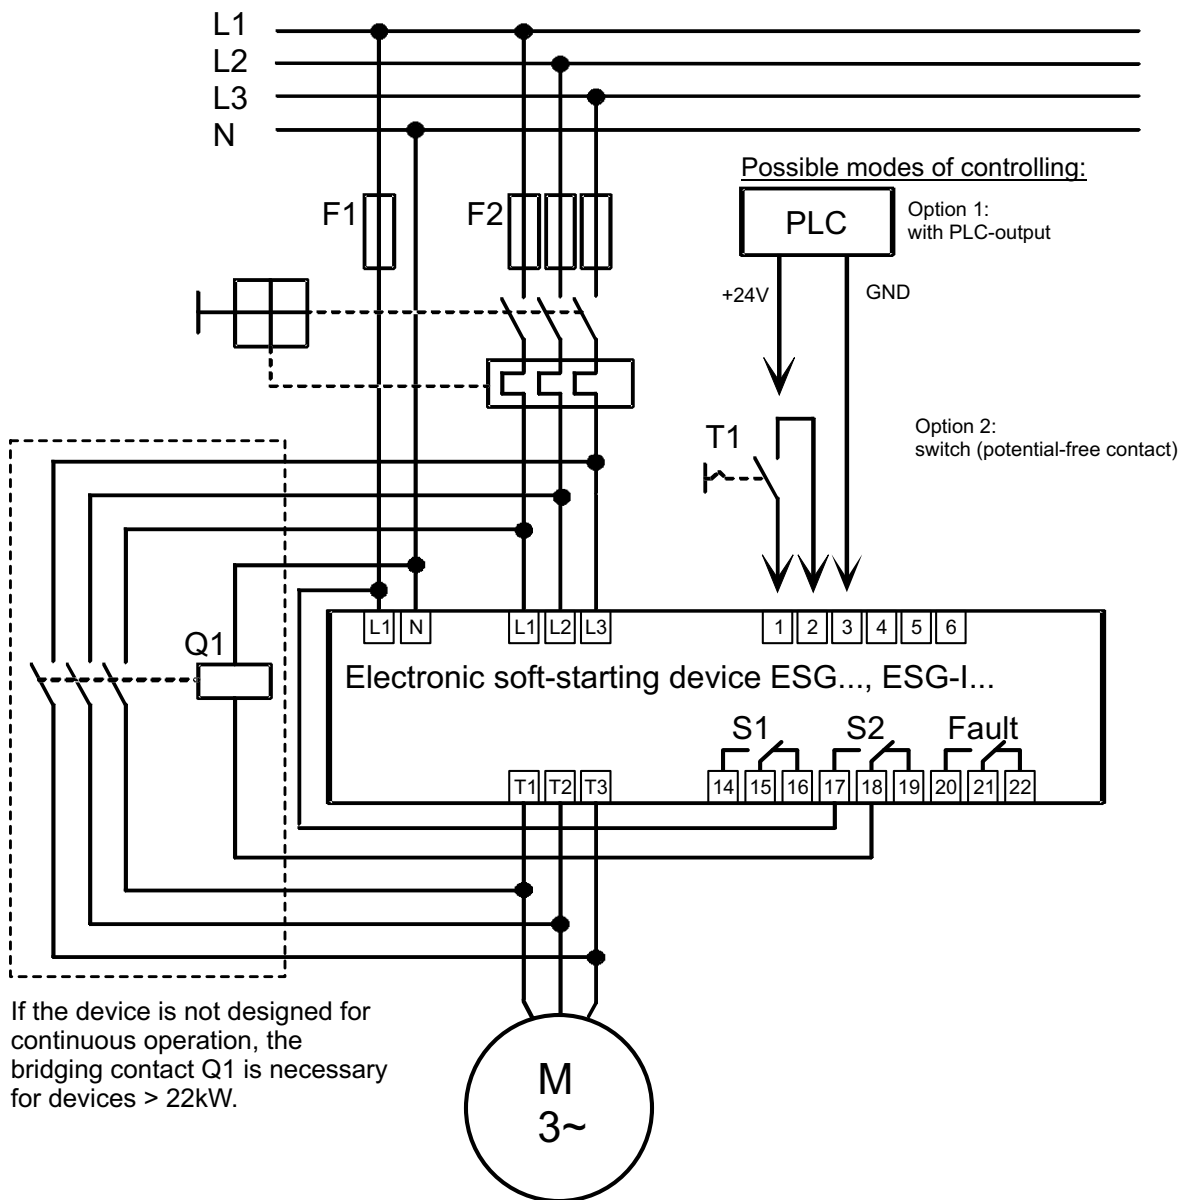 L1
L2
L3
N
Possible modes of controlling:
F1
F2
PLC
Option 1:
with PLC-output
+24V
GND
T1
Option 2:
switch (potential-free contact)
L1 N L1 L2 L3 1 2 3 4 5 6
Q1
Electronic soft-starting device ESG..., ESG-I...
S1 S2 Fault
T1 T2 T3 14 15 16 17 18 19 20 21 22
If the device is not designed for
continuous operation, the
bridging contact Q1 is necessary
for devices > 22kW.
M
3~